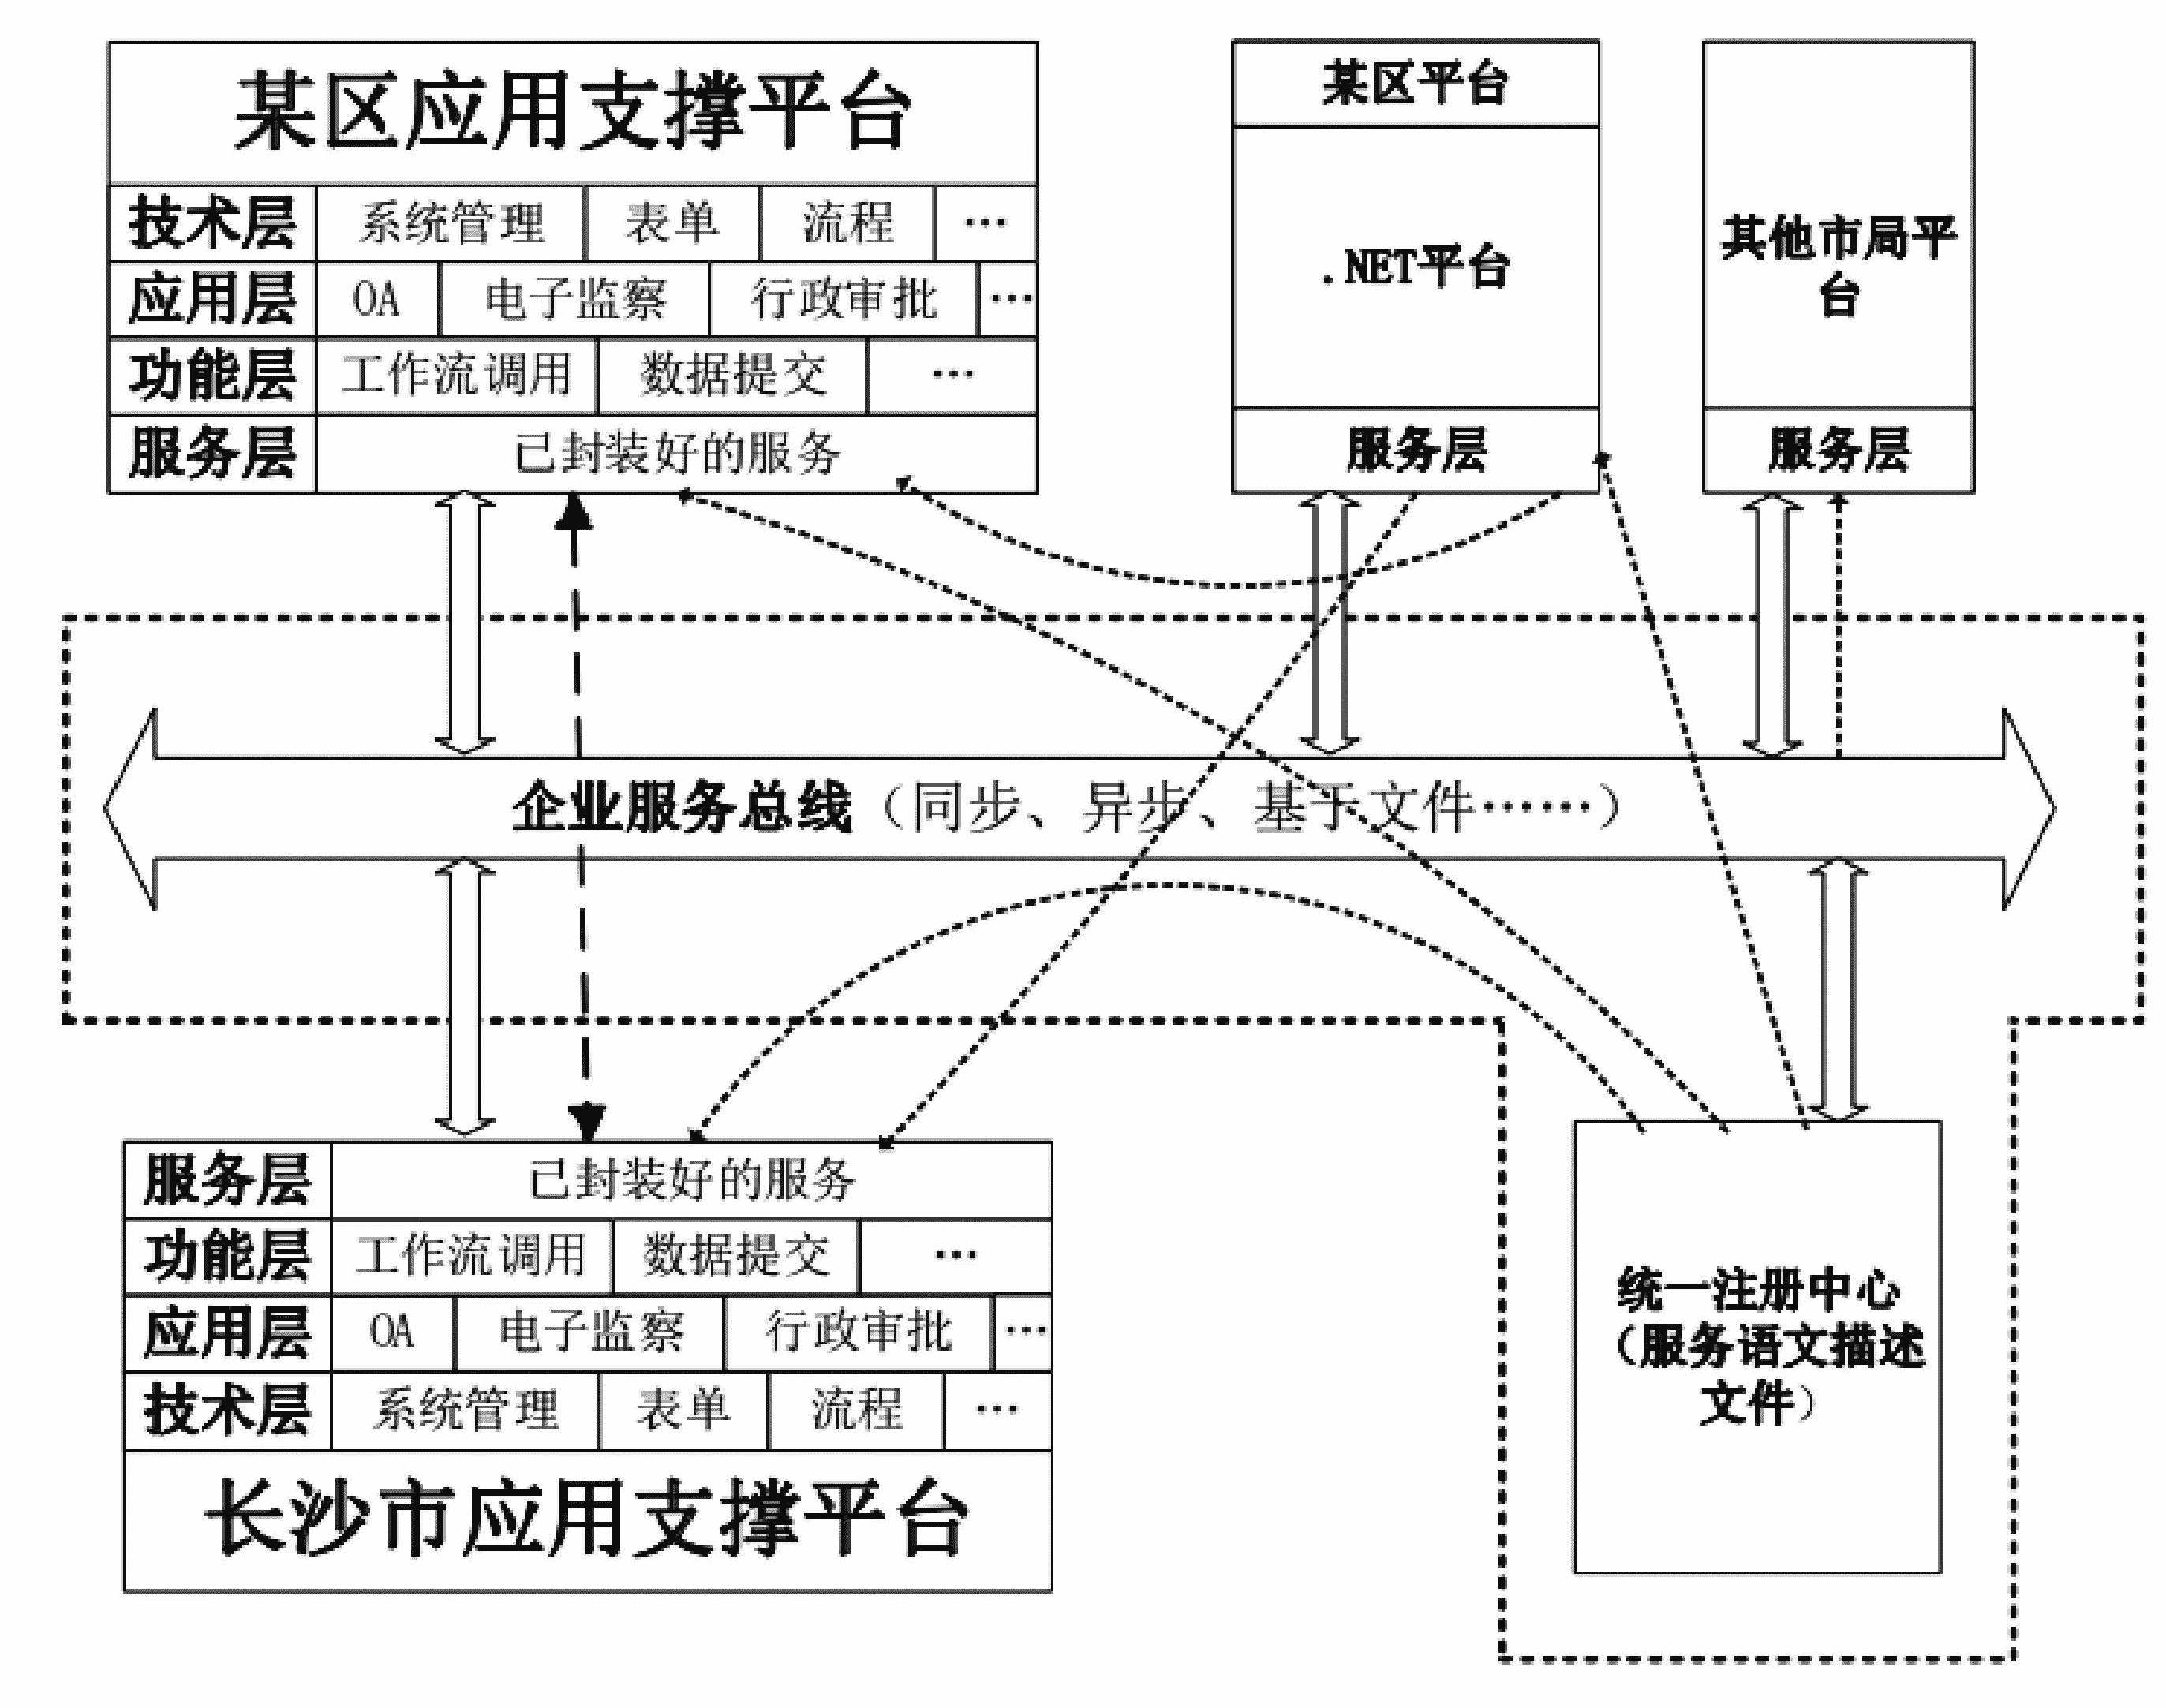 某区应用支撑平台
技术层 系统管理 表单 流程 …
应用层 OA 电子监察 行政审批 …
功能层 工作流调用 数据提交 …
服务层 已封装好的服务
某区平台
.NET平台
服务层
其他市局平
台
服务层
企业服务总线（同步、异步、基于文件……）
服务层 已封装好的服务
功能层 工作流调用 数据提交 …
应用层 OA 电子监察 行政审批 …
技术层 系统管理 表单 流程 …
长沙市应用支撑平台
统一注册中心
（服务语文描述
文件）